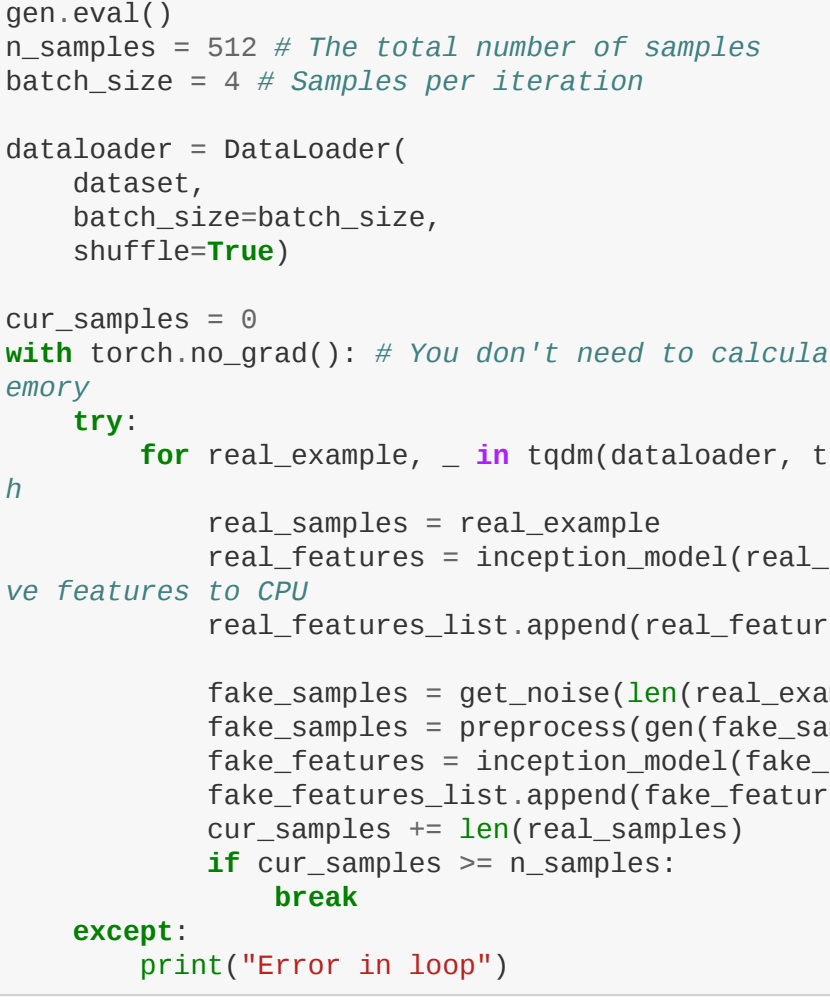 gen.eval()
n_samples = 512 # The total number of samples
batch_size = 4 # Samples per iteration

dataloader = DataLoader(
    dataset,
    batch_size=batch_size,
    shuffle=True)

cur_samples = 0
with torch.no_grad(): # You don't need to calcula
emory
    try:
        for real_example, _ in tqdm(dataloader, t
h
            real_samples = real_example
            real_features = inception_model(real_
ve features to CPU
            real_features_list.append(real_featur

            fake_samples = get_noise(len(real_exa
            fake_samples = preprocess(gen(fake_sa
            fake_features = inception_model(fake_
            fake_features_list.append(fake_featur
            cur_samples += len(real_samples)
            if cur_samples >= n_samples:
                break
    except:
        print("Error in loop")